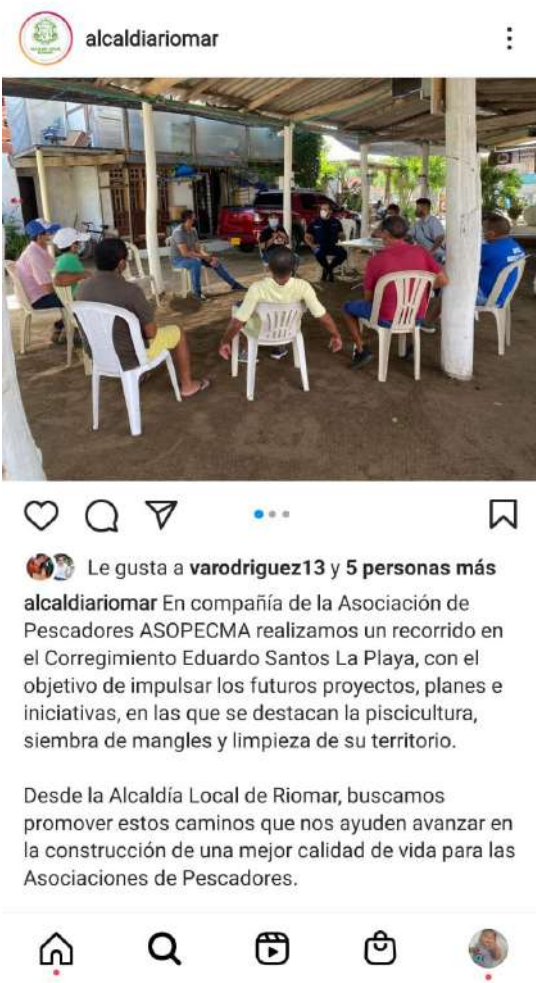 alcaldiariomar
Le gusta a varodriguez13 y 5 personas más
alcaldiariomar En compañía de la Asociación de
Pescadores ASOPECMA realizamos un recorrido en
el Corregimiento Eduardo Santos La Playa, con el
objetivo de impulsar los futuros proyectos, planes e
iniciativas, en las que se destacan la piscicultura,
siembra de mangles y limpieza de su territorio.
Desde la Alcaldía Local de Riomar, buscamos
promover estos caminos que nos ayuden avanzar en
la construcción de una mejor calidad de vida para las
Asociaciones de Pescadores.